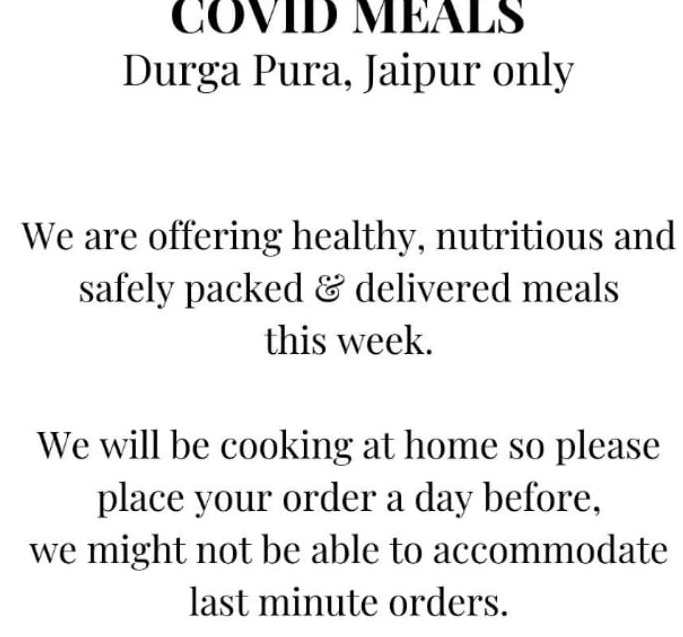 COVID MEALS
Durga Pura, Jaipur only
We are offering healthy, nutritious and
safely packed & delivered meals
this week.
We will be cooking at home so please
place your order a day before,
we might not be able to accommodate
last minute orders.